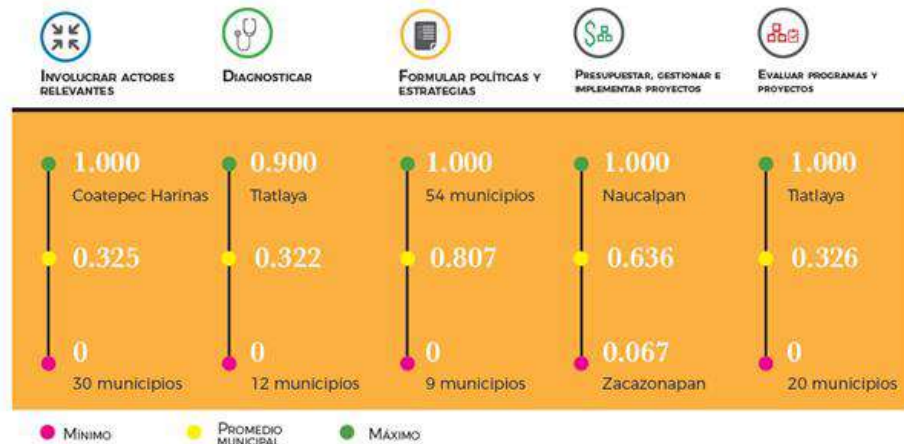 INVOLUCRAR ACTORES
RELEVANTES
DIAGNOSTICAR
FORMULAR POLÍTICAS Y
ESTRATEGIAS
PRESUPUESTAR, GESTIONAR E
IMPLEMENTAR PROYECTOS
EVALUAR PROGRAMAS Y
PROYECTOS
1.000
Coatepec Harinas
0.325
0
30 municipios
0.900
Tlatlaya
0.322
0
12 municipios
1.000
54 municipios
0.807
0
9 municipios
1.000
Naucalpan
0.636
0.067
Zacazonapan
1.000
Tlatlaya
0.326
0
20 municipios
MÍNIMO
PROMEDIO
MUNICIPAL
MÁXIMO